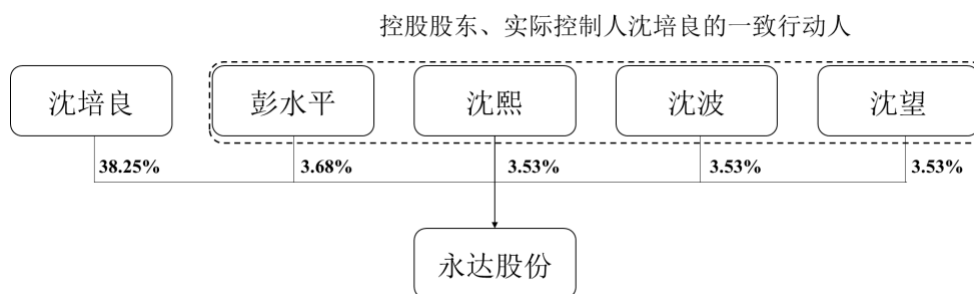 控股股东、实际控制人沈培良的一致行动人
沈培良
彭水平
沈熙
沈波
沈望
38.25%
3.68%
3.53%
3.53%
3.53%
永达股份